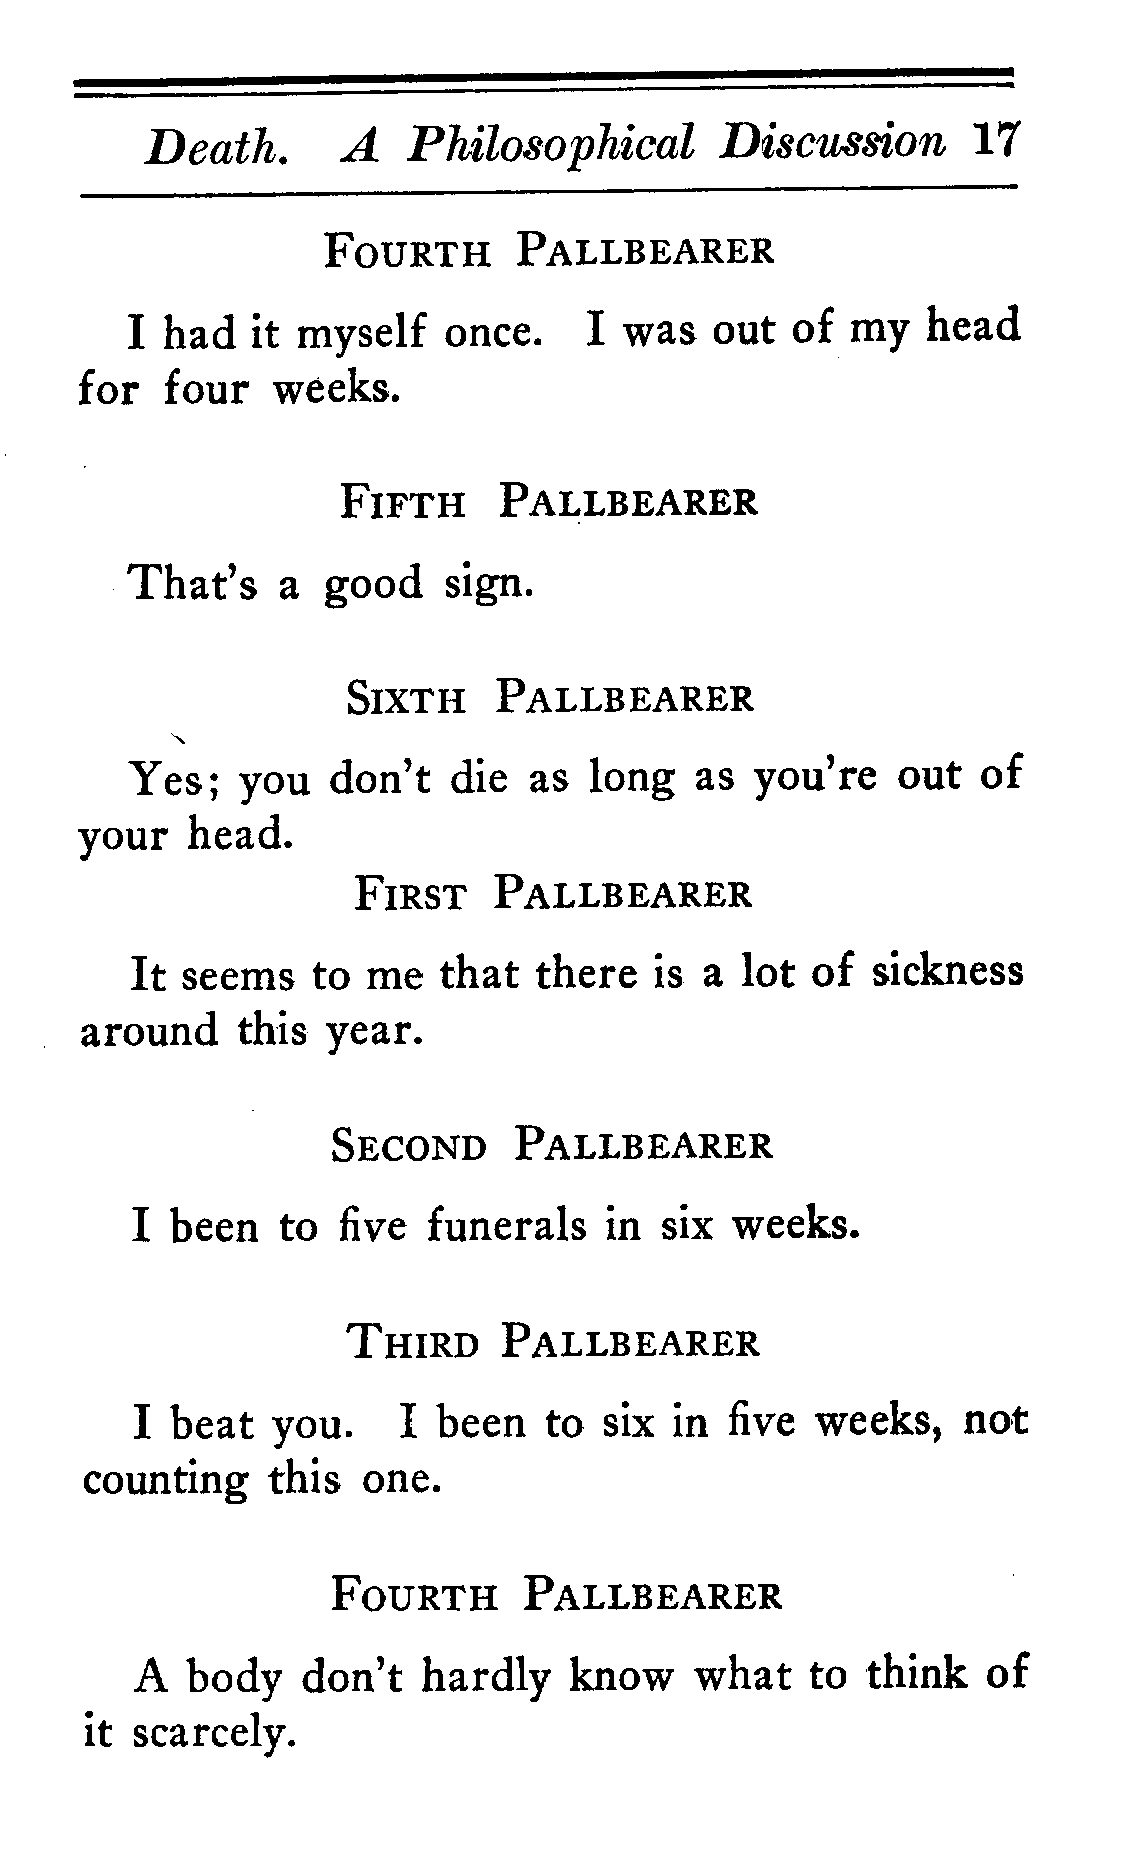 Death. A Philosophical Discussion 17
FOURTH PALLBEARER
I had it myself once. I was out of my head
for four weeks.
FIFTH PALLBEARER
That's a good sign.
SIXTH PALLBEARER
Yes; you don't die as long as you're out of
your head.
FIRST PALLBEARER
It seems to me that there is a lot of sickness
around this year.
SECOND PALLBEARER
I been to five funerals in six weeks.
THIRD PALLBEARER
I beat you. I been to six in five weeks, not
counting this one.
FOURTH PALLBEARER
A body don't hardly know what to think of
it scarcely.